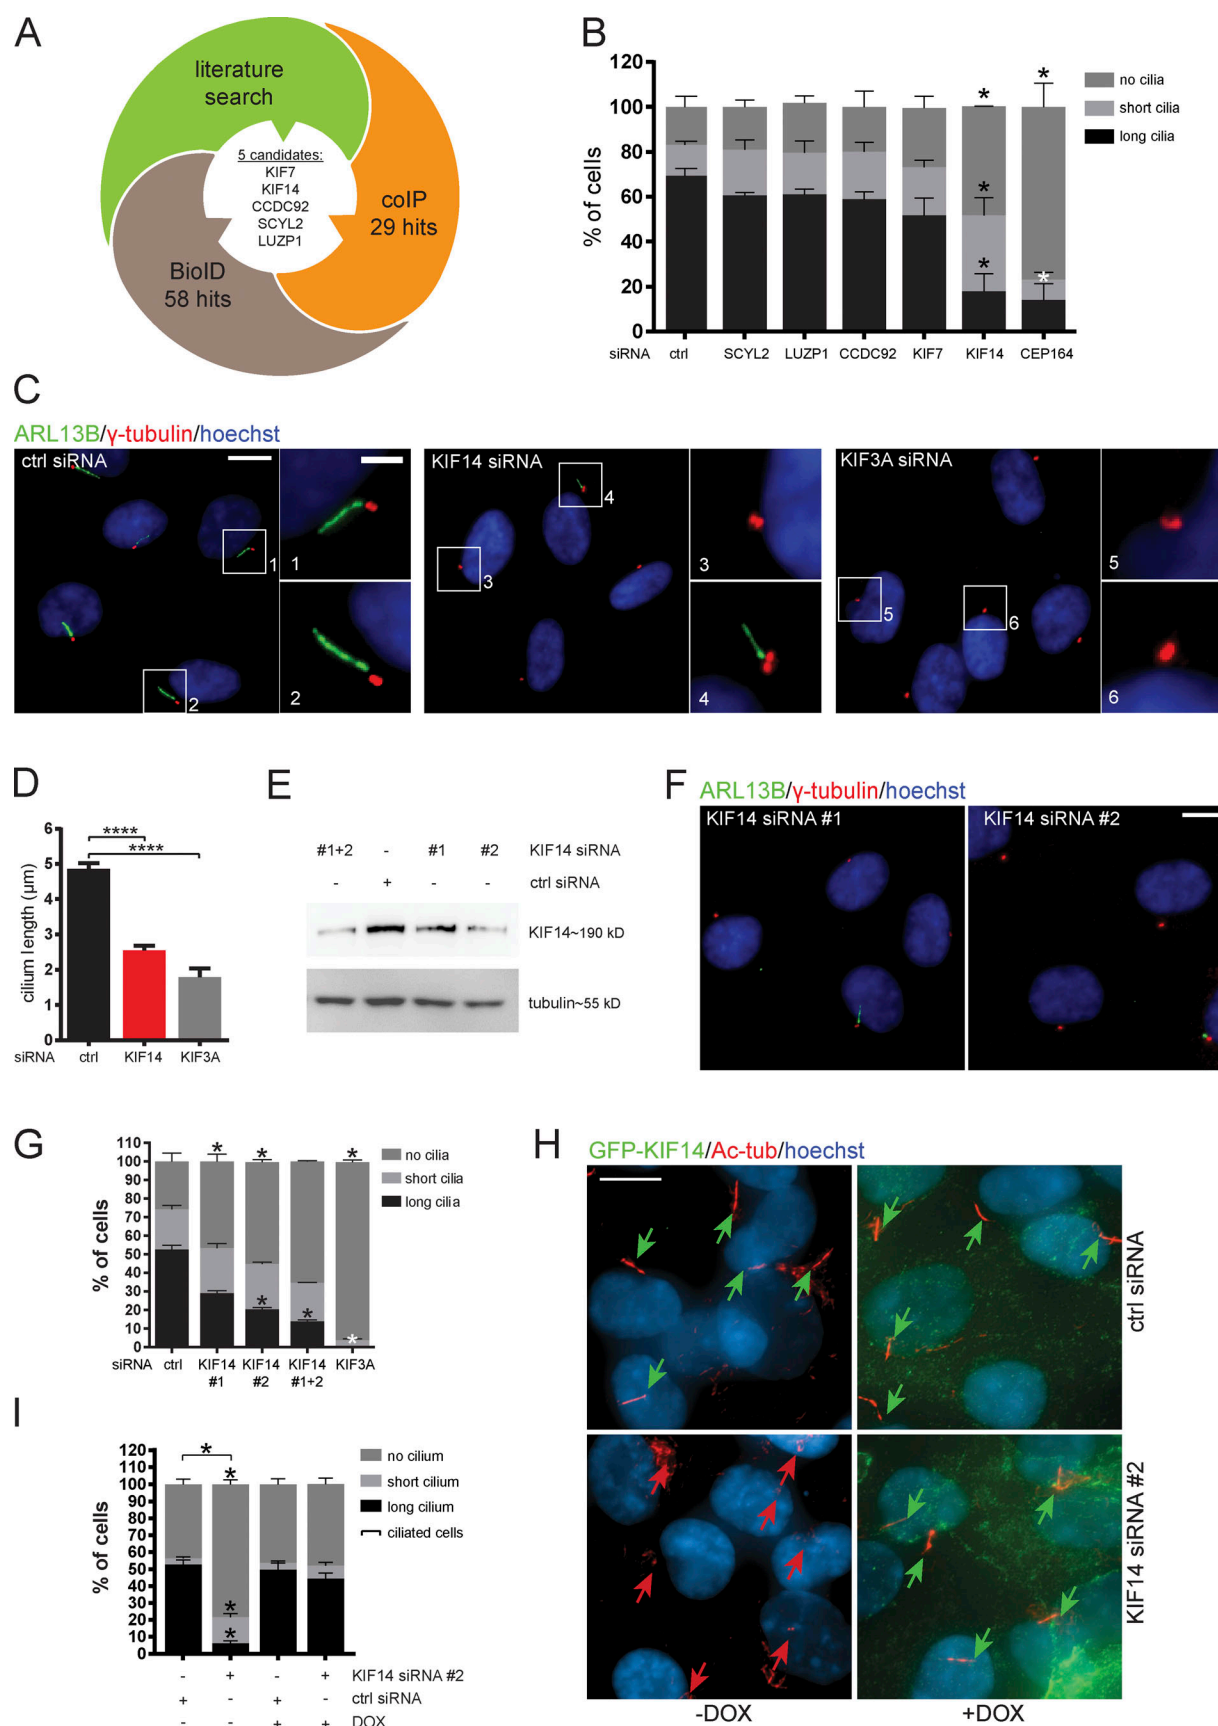 A
literature
search
5 candidates:
KIF7
KIF14
CCDC92
SCYL2
LUZP1
coIP
29 hits
BioID
58 hits
B
% of cells
120
100
80
60
40
20
0
* * * * *
no cilia
short cilia
long cilia
siRNA ctrl SCYL2 LUZP1 CCDC92 KIF7 KIF14 CEP164
C
ARL13B/γ-tubulin/hoechst
ctrl siRNA
1
2
1
2
KIF14 siRNA
4
3
3
4
KIF3A siRNA
5
6
5
6
D
cilium length (µm)
6
5
4
3
2
1
0
****
****
siRNA ctrl KIF14 KIF3A
E
#1+2 - #1 #2 KIF14 siRNA
- + - - ctrl siRNA
KIF14~190 kD
tubulin~55 kD
F
ARL13B/γ-tubulin/hoechst
KIF14 siRNA #1
KIF14 siRNA #2
G
% of cells
110
100
90
80
70
60
50
40
30
20
10
0
* * * * * *
no cilia
short cilia
long cilia
siRNA ctrl KIF14 KIF14 KIF14 KIF3A
#1 #2 #1+2
H
GFP-KIF14/Ac-tub/hoechst
ctrl siRNA
KIF14 siRNA #2
-DOX
+DOX
I
% of cells
120
110
100
90
80
70
60
50
40
30
20
10
0
*
*
*
*
no cilium
short cilium
long cilium
ciliated cells
- + - + KIF14 siRNA #2
+ - + - ctrl siRNA
- - + + DOX